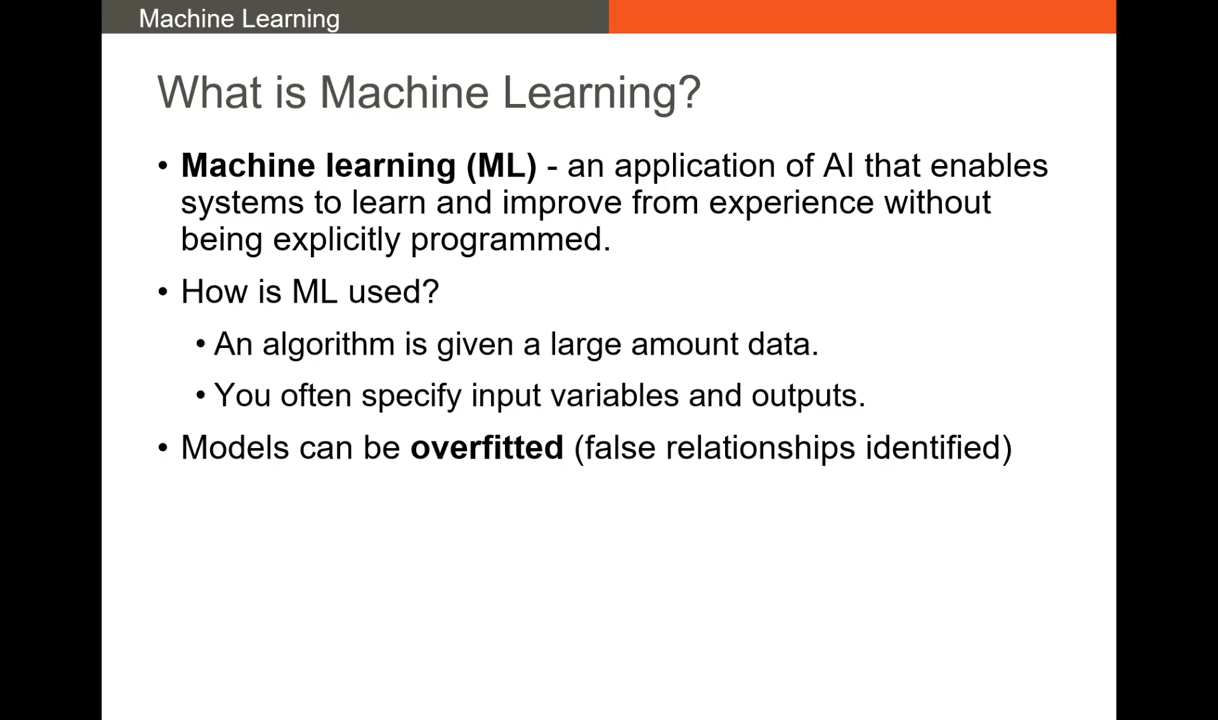 Machine Learning
What is Machine Learning?
• Machine learning (ML) - an application of AI that enables
systems to learn and improve from experience without
being explicitly programmed.
• How is ML used?
• An algorithm is given a large amount data.
• You often specify input variables and outputs.
• Models can be overfitted (false relationships identified)